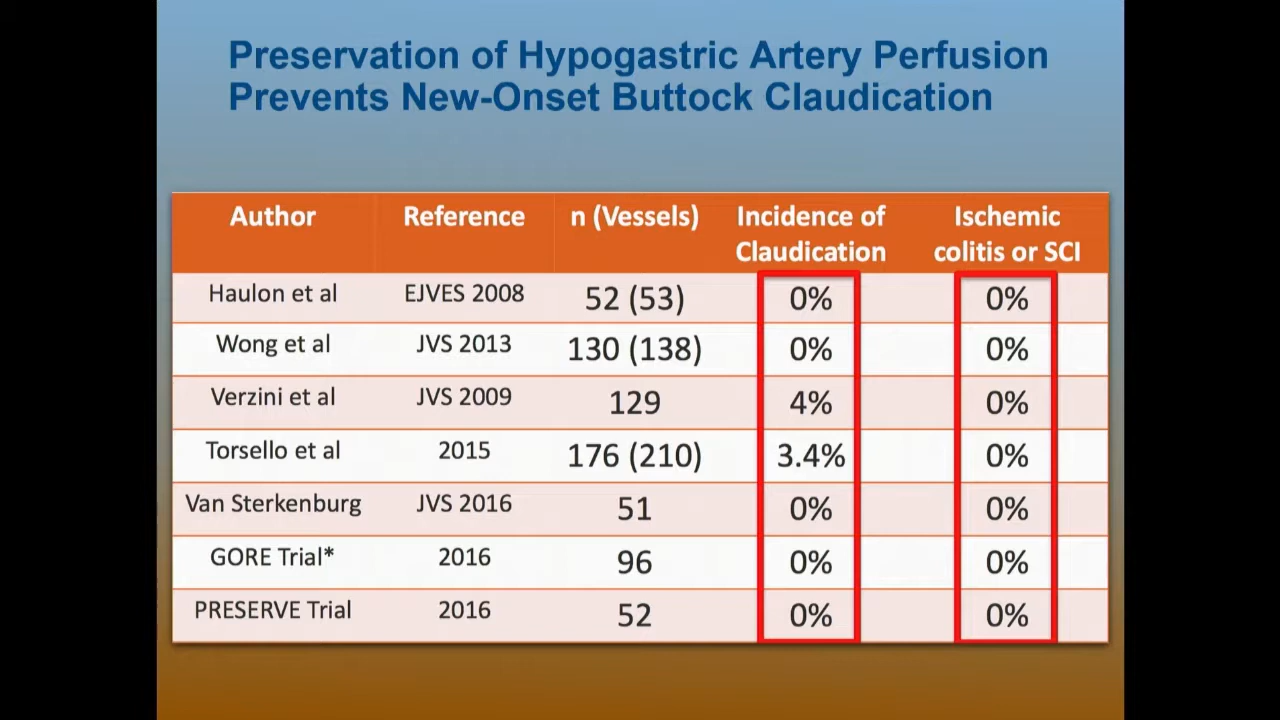 Preservation of Hypogastric Artery Perfusion
Prevents New-Onset Buttock Claudication
Author Reference n (Vessels) Incidence of Claudication Ischemic colitis or SCI
Haulon et al EJVES 2008 52 (53) 0% 0%
Wong et al JVS 2013 130 (138) 0% 0%
Verzini et al JVS 2009 129 4% 0%
Torsello et al 2015 176 (210) 3.4% 0%
Van Sterkenburg JVS 2016 51 0% 0%
GORE Trial* 2016 96 0% 0%
PRESERVE Trial 2016 52 0% 0%